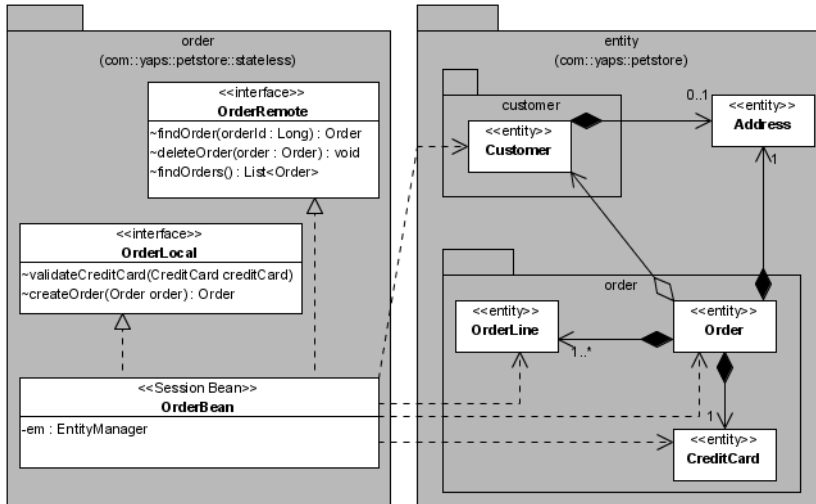 order
(com::yaps::petstore::stateless)
<<interface>>
OrderRemote
~findOrder(orderId : Long) : Order
~deleteOrder(order : Order) : void
~findOrders() : List<Order>
<<interface>>
OrderLocal
~validateCreditCard(CreditCard creditCard)
~createOrder(Order order) : Order
<<Session Bean>>
OrderBean
-em : EntityManager
entity
(com::yaps::petstore)
customer
<<entity>>
Customer
0..1
<<entity>>
Address
1
order
<<entity>>
OrderLine
1..*
<<entity>>
Order
1
<<entity>>
CreditCard